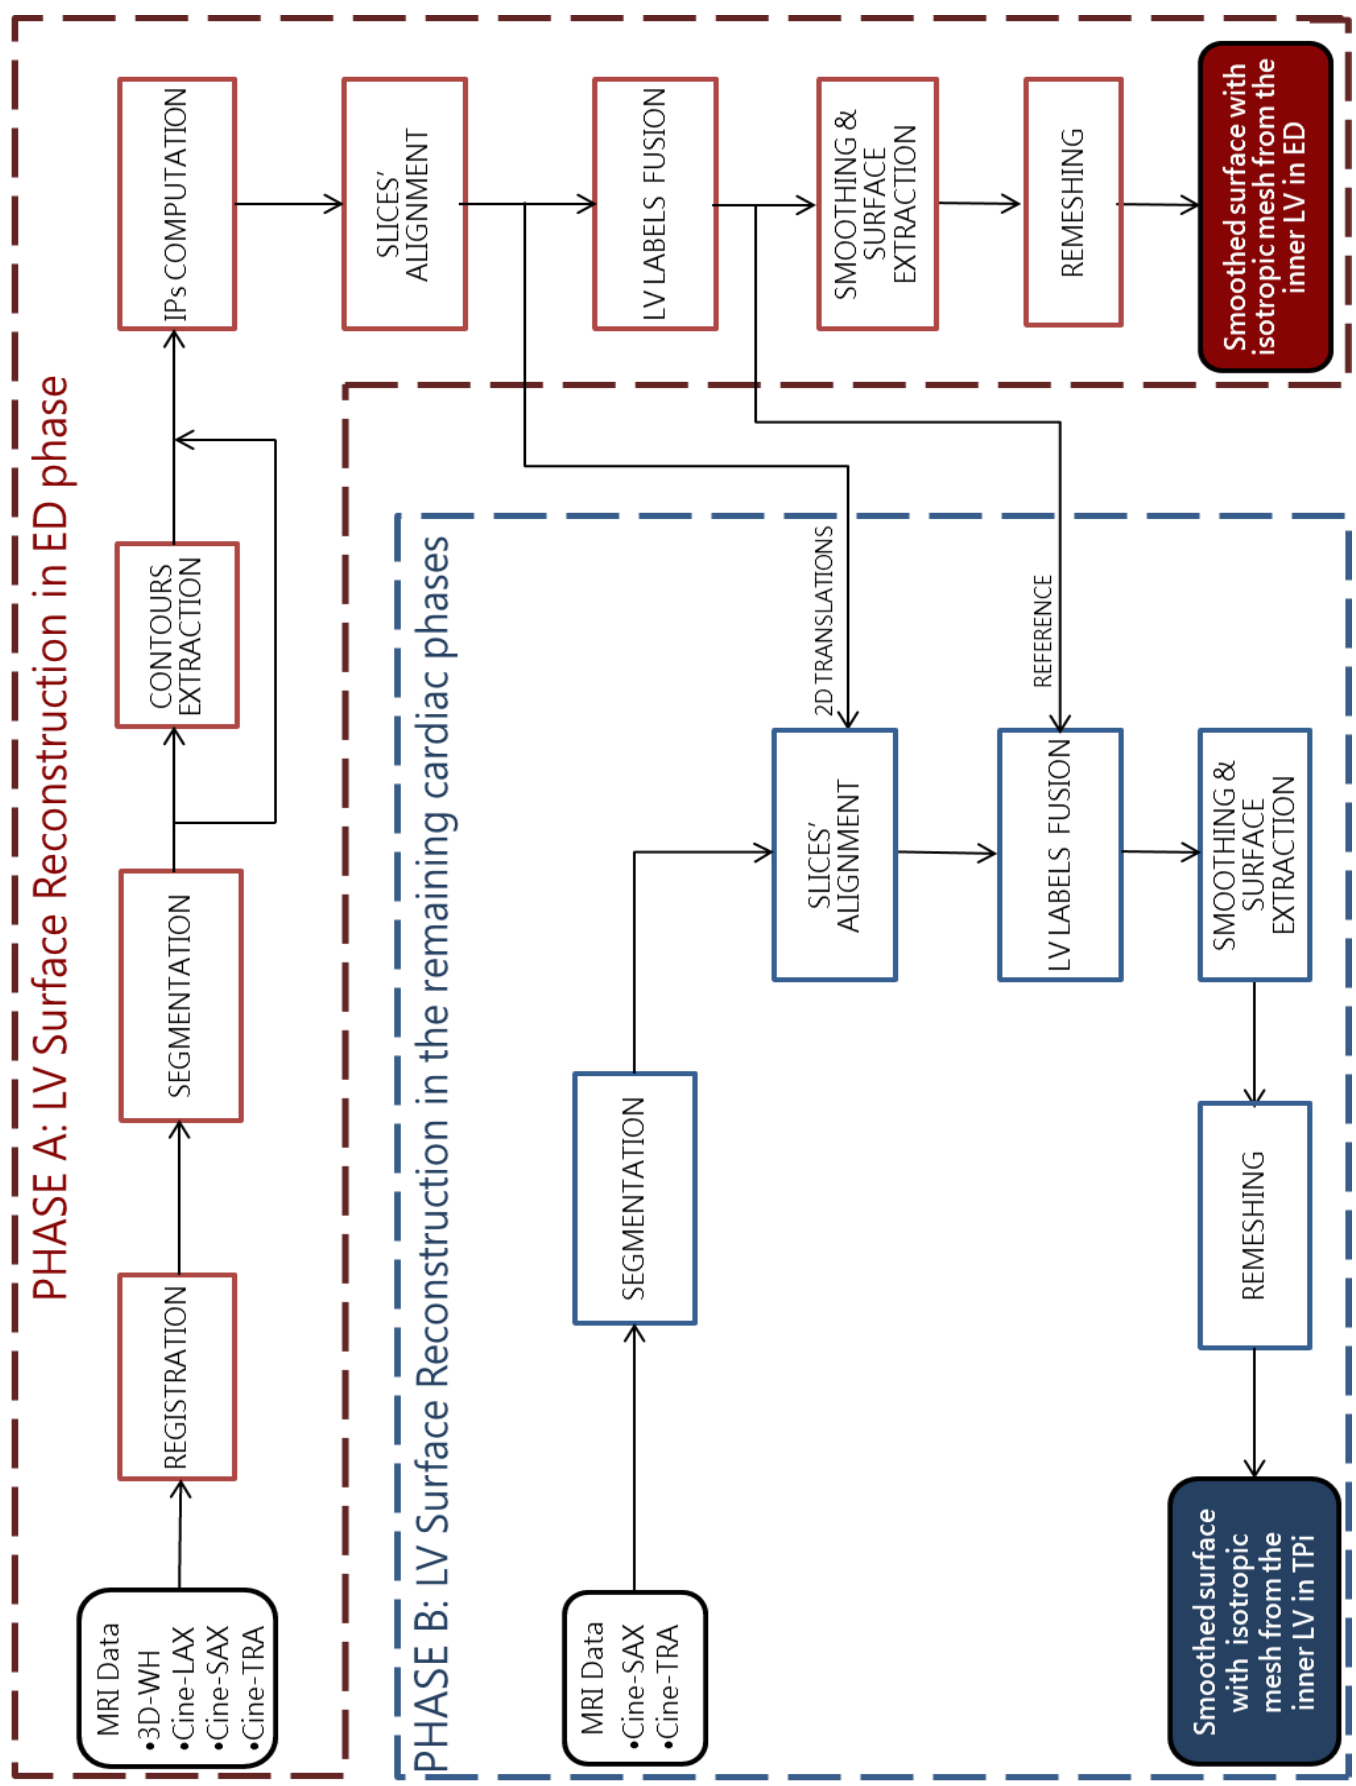 PHASE A: LV Surface Reconstruction in ED phase
MRI Data
•3D-WH
•Cine-LAX
•Cine-SAX
•Cine-TRA
REGISTRATION
SEGMENTATION
CONTOURS
EXTRACTION
IPs COMPUTATION
SLICES'
ALIGNMENT
LV LABELS FUSION
SMOOTHING &
SURFACE
EXTRACTION
REMESHING
Smoothed surface with
isotropic mesh from the
inner LV in ED
PHASE B: LV Surface Reconstruction in the remaining cardiac phases
MRI Data
•Cine-SAX
•Cine-TRA
SEGMENTATION
2D TRANSLATIONS
SLICES'
ALIGNMENT
REFERENCE
LV LABELS FUSION
SMOOTHING &
SURFACE
EXTRACTION
REMESHING
Smoothed surface
with isotropic
mesh from the
inner LV in TPi